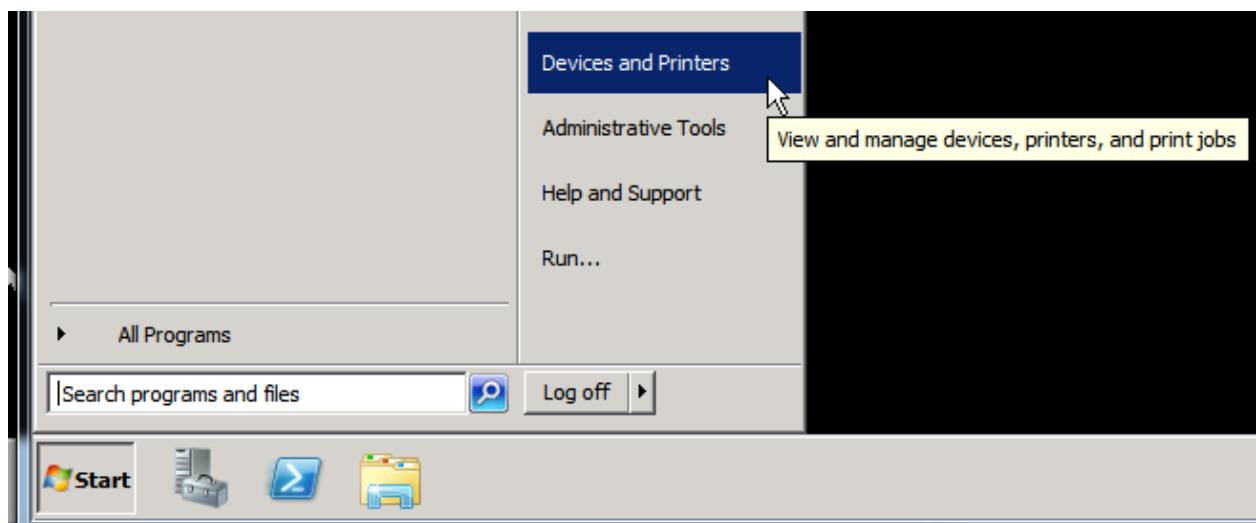 Devices and Printers
Administrative Tools
View and manage devices, printers, and print jobs
Help and Support
Run...
All Programs
Search programs and files
Log off
Start